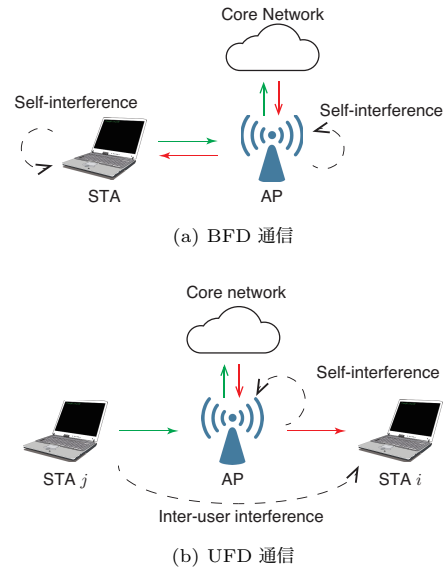 Core Network
Self-interference
Self-interference
STA
AP
(a) BFD 通信
Core network
Self-interference
STA j
AP
STA i
Inter-user interference
(b) UFD 通信